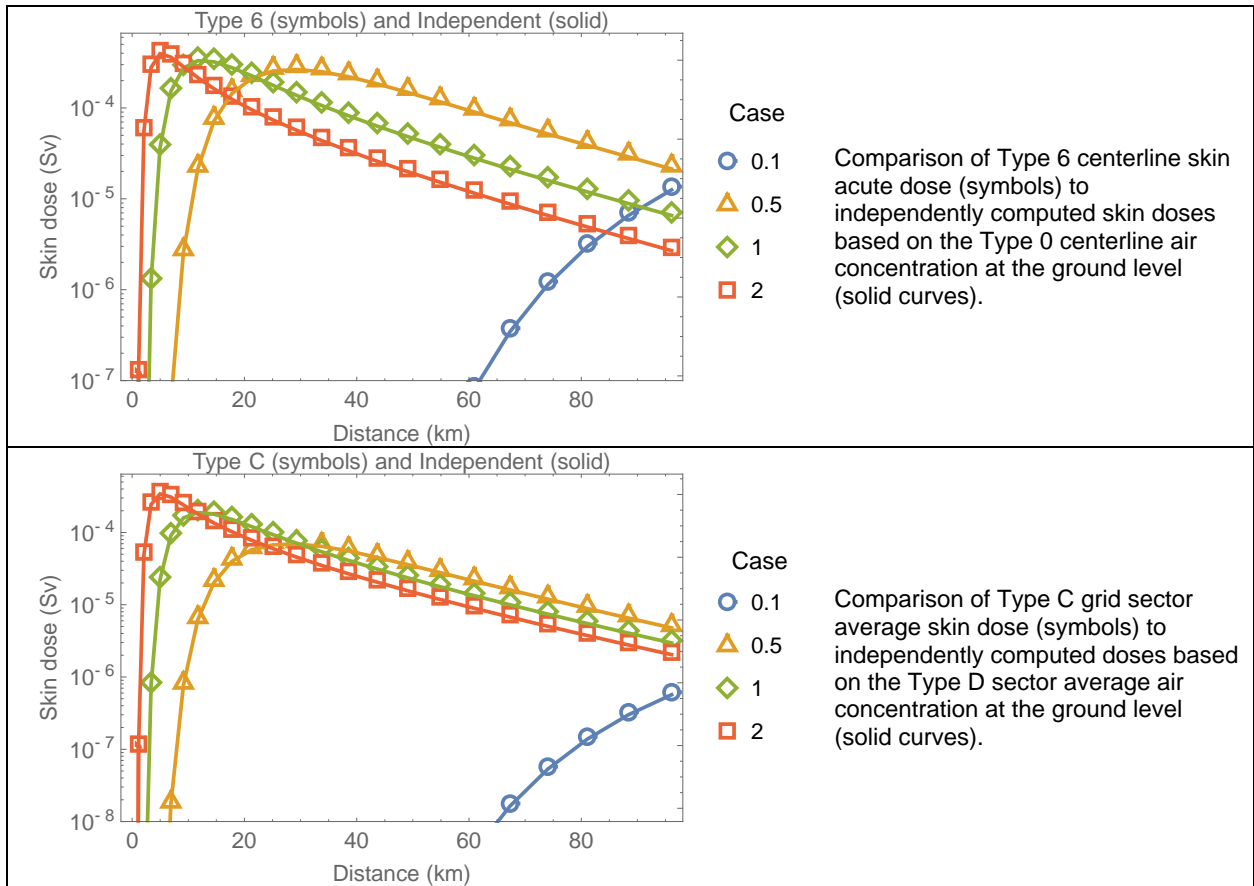 Type 6 (symbols) and Independent (solid)
Skin dose (Sv)
10-4
10-5
10-6
10-7
0
20
40
60
80
Distance (km)
Case
0.1
0.5
1
2
Comparison of Type 6 centerline skin
acute dose (symbols) to
independently computed skin doses
based on the Type 0 centerline air
concentration at the ground level
(solid curves).
Type C (symbols) and Independent (solid)
Skin dose (Sv)
10-4
10-5
10-6
10-7
10-8
0
20
40
60
80
Distance (km)
Case
0.1
0.5
1
2
Comparison of Type C grid sector
average skin dose (symbols) to
independently computed doses based
on the Type D sector average air
concentration at the ground level
(solid curves).